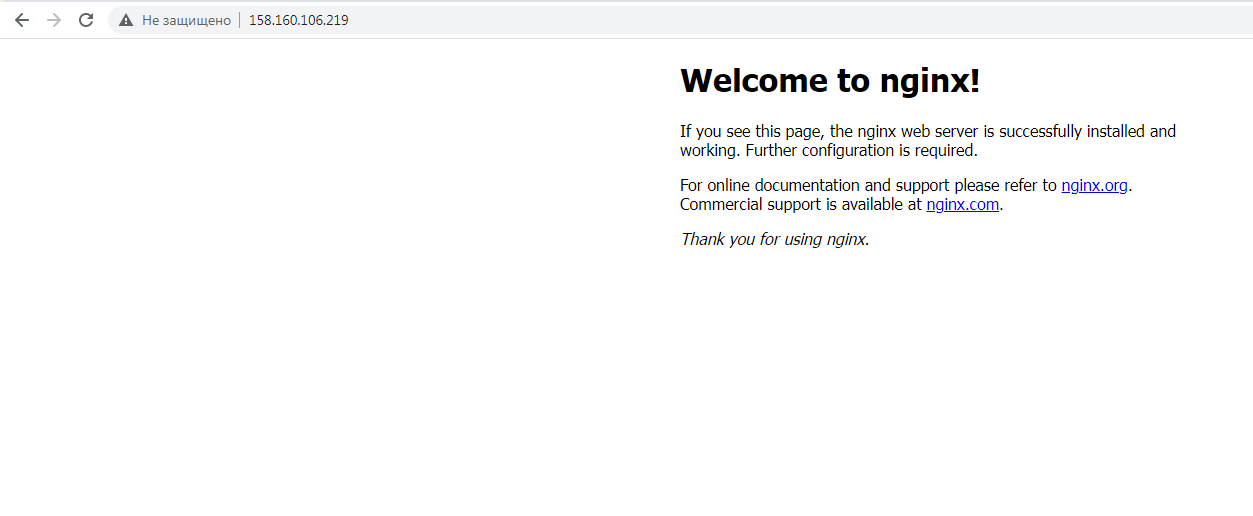 Не защищено 158.160.106.219
Welcome to nginx!
If you see this page, the nginx web server is successfully installed and
working. Further configuration is required.
For online documentation and support please refer to nginx.org.
Commercial support is available at nginx.com.
Thank you for using nginx.